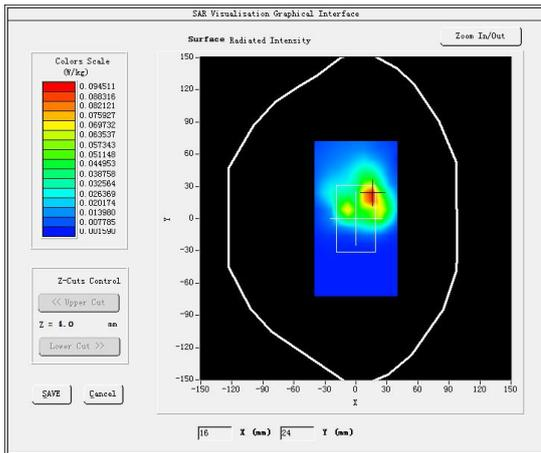 SAR Visualisation Graphical Interface
Surface Radiated Intensity
Zoom In/Out
Colors Scale
(W/kg)
0.094511
0.088316
0.082121
0.075927
0.069732
0.063537
0.057343
0.051148
0.044953
0.038758
0.032564
0.026369
0.020174
0.013980
0.007785
0.001590
Z-Cuts Control
<< Upper Cut
Z = 4.0 mm
Lower Cut >>
SAVE Cancel
150
120
90
60
30
0
-30
-60
-90
-120
-150
Y
-150 -120 -90 -60 -30 0 30 60 90 120 150
X
16 X (mm) 24 Y (mm)